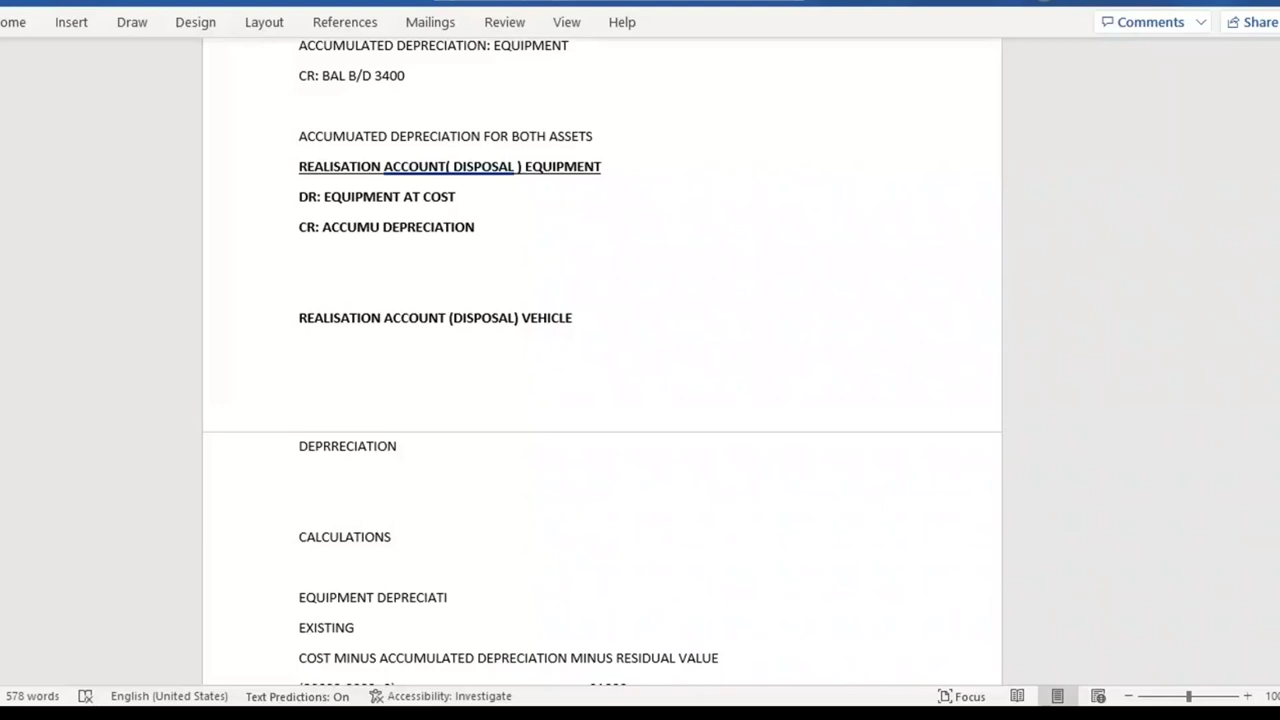 ome Insert Draw Design Layout References Mailings Review View Help Comments Share
ACCUMULATED DEPRECIATION: EQUIPMENT
CR: BAL B/D 3400
ACCUMUATED DEPRECIATION FOR BOTH ASSETS
REALISATION ACCOUNT( DISPOSAL ) EQUIPMENT
DR: EQUIPMENT AT COST
CR: ACCUMU DEPRECIATION
REALISATION ACCOUNT (DISPOSAL) VEHICLE
DEPRRECIATION
CALCULATIONS
EQUIPMENT DEPRECIATI
EXISTING
COST MINUS ACCUMULATED DEPRECIATION MINUS RESIDUAL VALUE
578 words English (United States) Text Predictions: On Accessibility: Investigate Focus 100